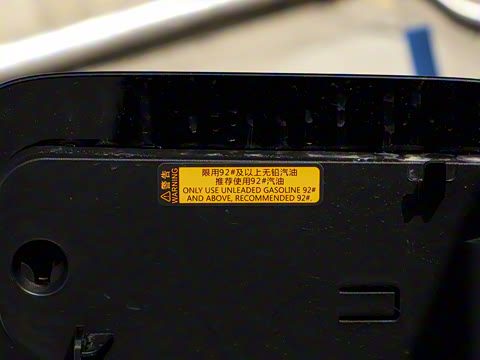 警告
WARNING
限用92#及以上无铅汽油
推荐使用92#汽油
ONLY USE UNLEADED GASOLINE 92#
AND ABOVE, RECOMMENDED 92#.